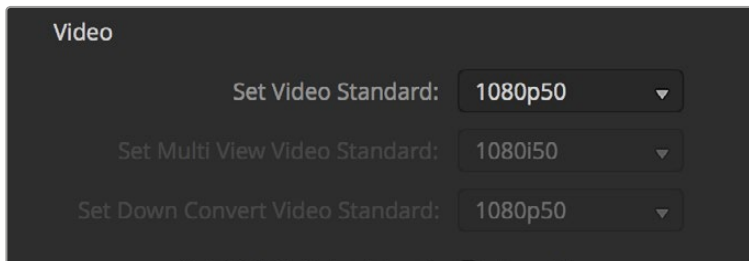 Video
Set Video Standard: 1080p50
Set Multi View Video Standard: 1080i50
Set Down Convert Video Standard: 1080p50